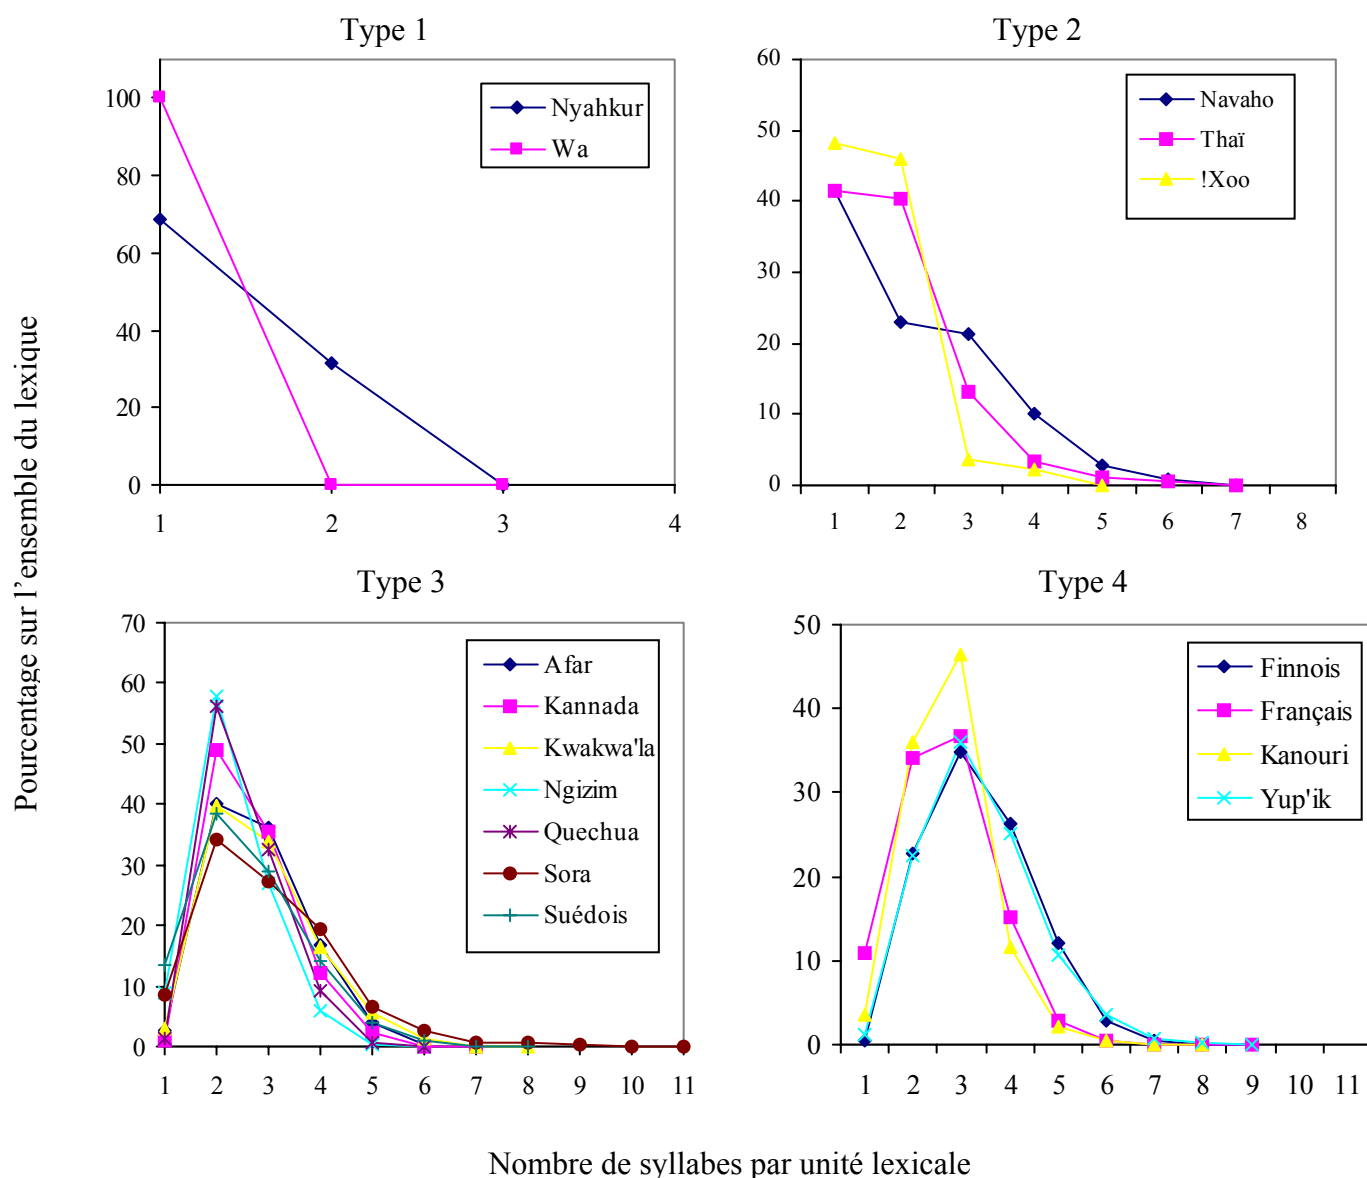 Type 1
100
80
60
40
20
0
1 2 3 4
Nyahkur
Wa
Type 2
60
50
40
30
20
10
0
1 2 3 4 5 6 7 8
Navaho
Thaï
!Xoo
Pourcentage sur l'ensemble du lexique
Type 3
70
60
50
40
30
20
10
0
1 2 3 4 5 6 7 8 9 10 11
Afar
Kannada
Kwakwa'la
Ngizim
Quechua
Sora
Suédois
Type 4
50
40
30
20
10
0
1 2 3 4 5 6 7 8 9 10 11
Finnois
Français
Kanouri
Yup'ik
Nombre de syllabes par unité lexicale